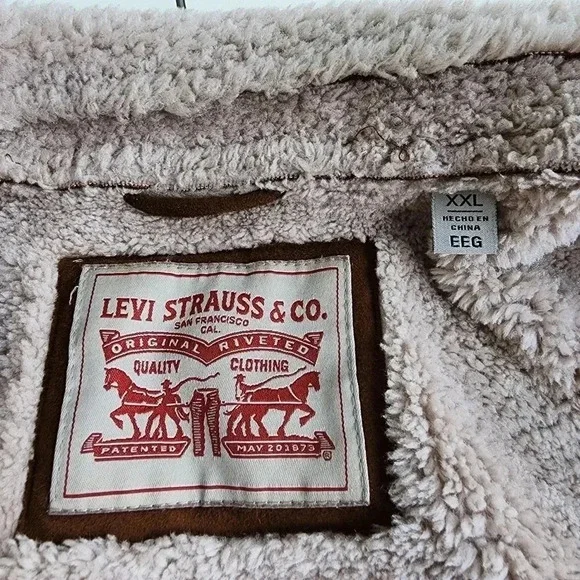 XXL
HECHO EN
CHINA
EEG
LEVI STRAUSS & CO.
SAN FRANCISCO
CAL.
ORIGINAL RIVETED
QUALITY CLOTHING
PATENTED MAY 20 1873
®